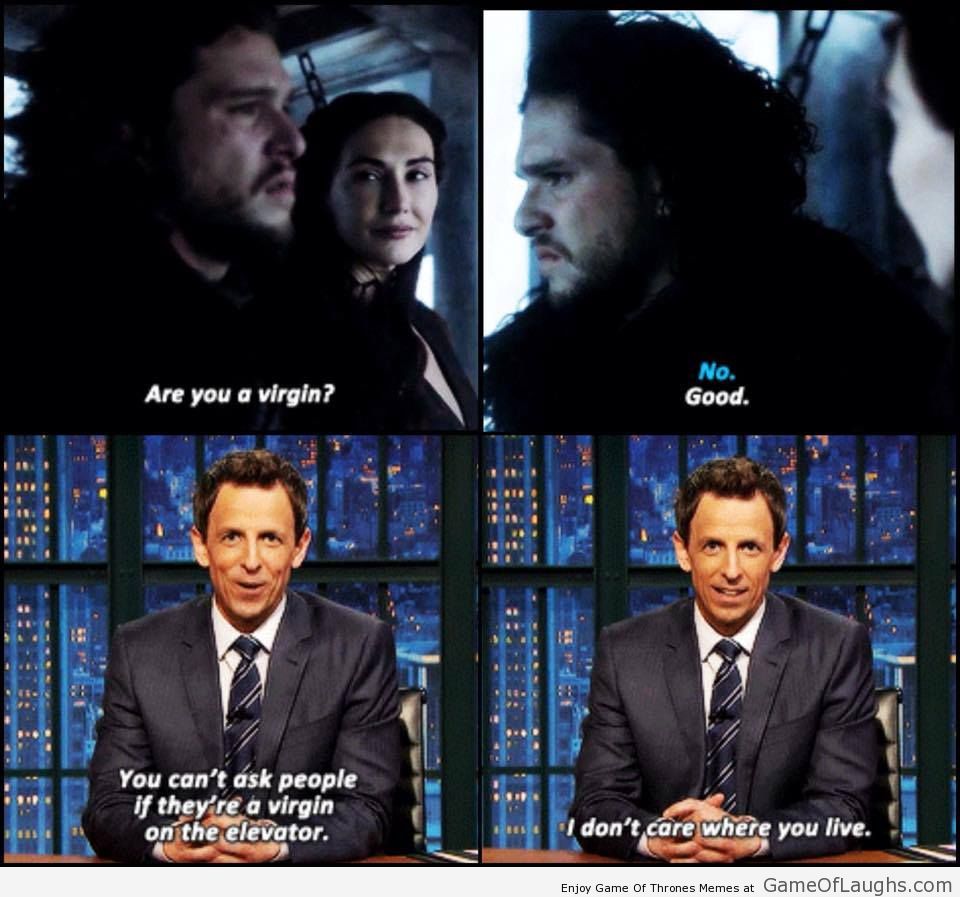 Are you a virgin?
No.
Good.
You can't ask people
if they're a virgin
on the elevator.
I don't care where you live.
Enjoy Game Of Thrones Memes at GameOfLaughs.com